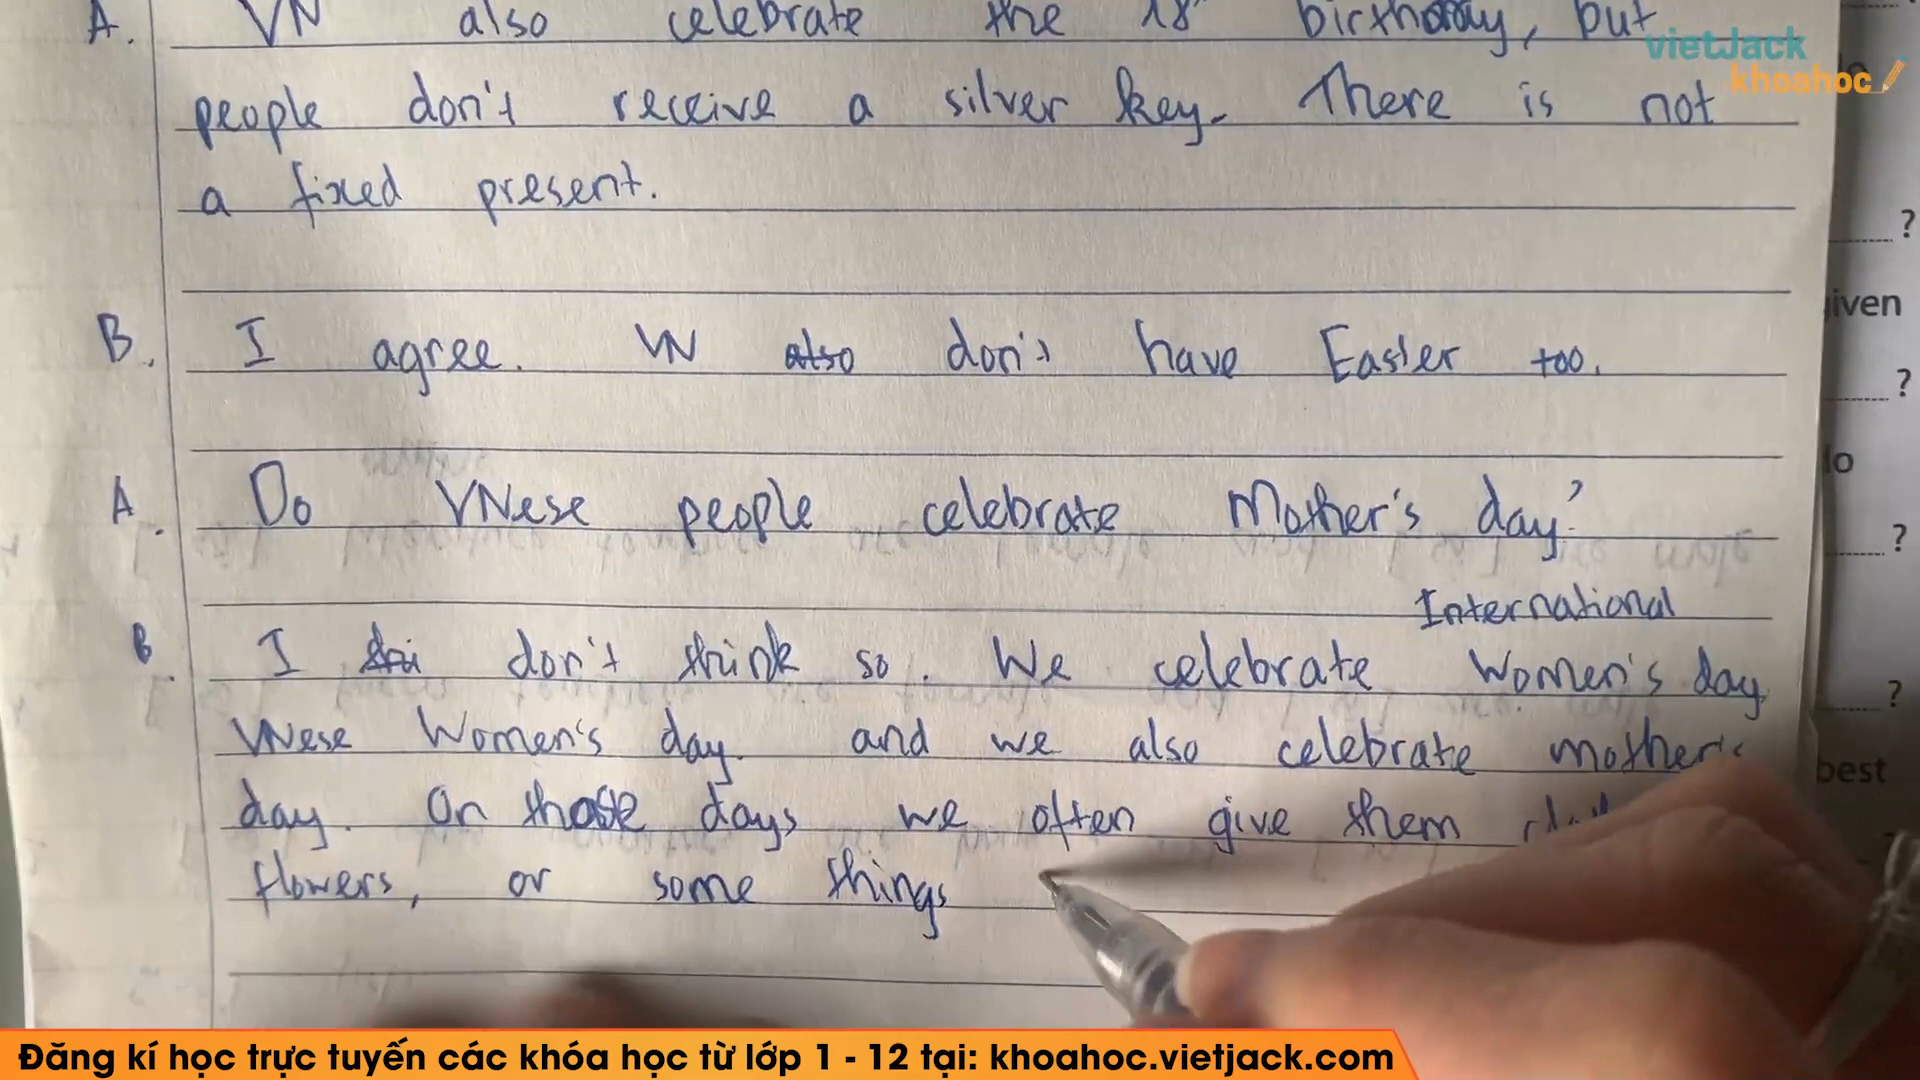 A. VN also celebrate the 18th birthday, but
people don't receive a silver key. There is not
a fixed present.
B. I agree. VN also don't have Easter too.
A. Do VNese people celebrate Mother's day?
International
B. I thi don't think so. We celebrate Women's day
VNese Women's day. and we also celebrate mother's
day. On those days we often give them
flowers, or some things
vietJack
khoahoc
?
given
?
do
?
?
best
Đăng kí học trực tuyến các khóa học từ lớp 1 - 12 tại: khoahoc.vietjack.com